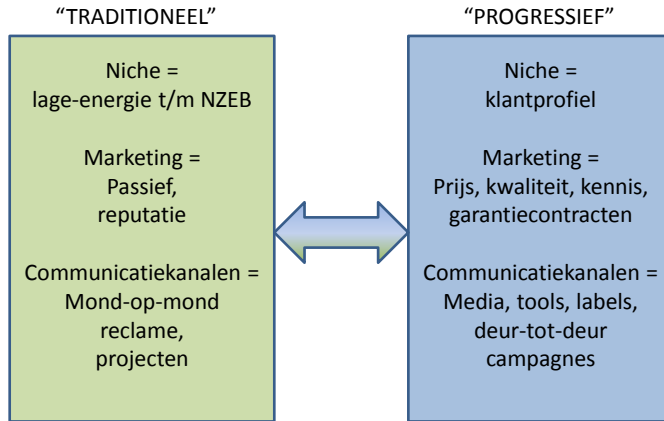 “TRADITIONEEL”
Niche =
lage-energie t/m NZEB
Marketing =
Passief,
reputatie
Communicatiekanalen =
Mond-op-mond
reclame,
projecten
“PROGRESSIEF”
Niche =
klantprofiel
Marketing =
Prijs, kwaliteit, kennis,
garantiecontracten
Communicatiekanalen =
Media, tools, labels,
deur-tot-deur
campagnes